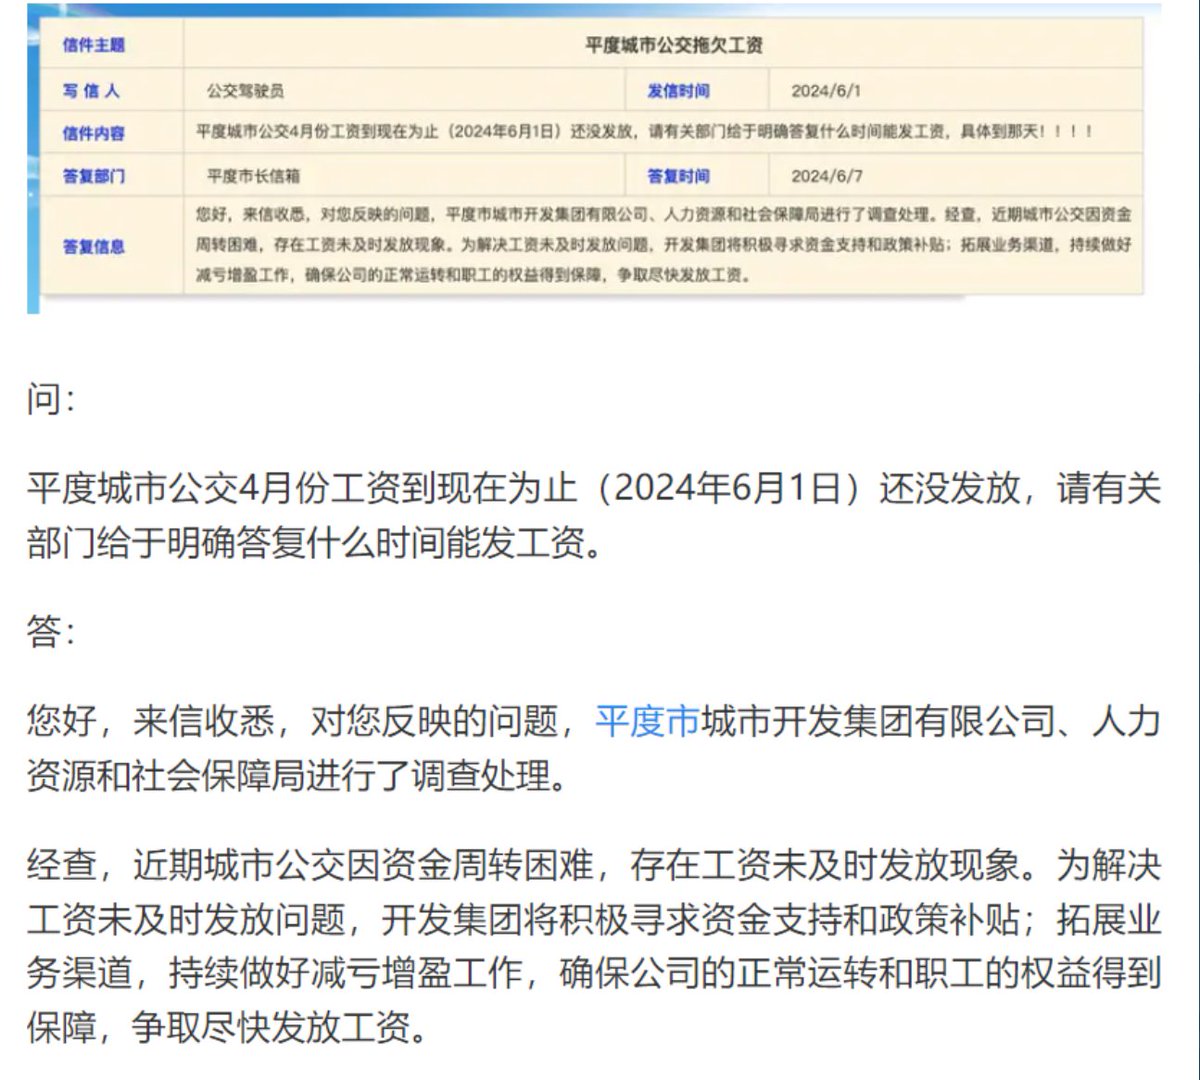 信件主题 平度城市公交拖欠工资
写 信 人 公交驾驶员 发信时间 2024/6/1
信件内容 平度城市公交4月份工资到现在为止（2024年6月1日）还没发放，请有关部门给于明确答复什么时间能发工资，具体到那天！！！！
答复部门 平度市长信箱 答复时间 2024/6/7
您好，来信收悉，对您反映的问题，平度市城市开发集团有限公司、人力资源和社会保障局进行了调查处理。经查，近期城市公交因资金
答复信息 周转困难，存在工资未及时发放现象。为解决工资未及时发放问题，开发集团将积极寻求资金支持和政策补贴；拓展业务渠道，持续做好
减亏增盈工作，确保公司的正常运转和职工的权益得到保障，争取尽快发放工资。
问：
平度城市公交4月份工资到现在为止（2024年6月1日）还没发放，请有关
部门给于明确答复什么时间能发工资。
答：
您好，来信收悉，对您反映的问题，平度市城市开发集团有限公司、人力
资源和社会保障局进行了调查处理。
经查，近期城市公交因资金周转困难，存在工资未及时发放现象。为解决
工资未及时发放问题，开发集团将积极寻求资金支持和政策补贴；拓展业
务渠道，持续做好减亏增盈工作，确保公司的正常运转和职工的权益得到
保障，争取尽快发放工资。